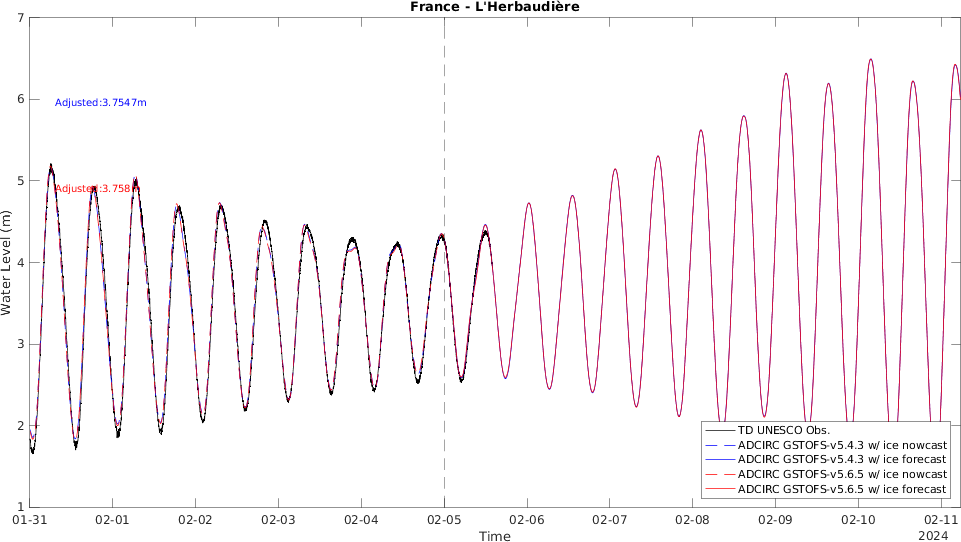 France - L'Herbaudière
7
6
5
4
3
2
1
Water Level (m)
Adjusted:3.7547m
Adjusted:3.758
TD UNESCO Obs.
ADCIRC GSTOFS-v5.4.3 w/ ice nowcast
ADCIRC GSTOFS-v5.4.3 w/ ice forecast
ADCIRC GSTOFS-v5.6.5 w/ ice nowcast
ADCIRC GSTOFS-v5.6.5 w/ ice forecast
01-31 02-01 02-02 02-03 02-04 02-05 02-06 02-07 02-08 02-09 02-10 02-11
Time
2024